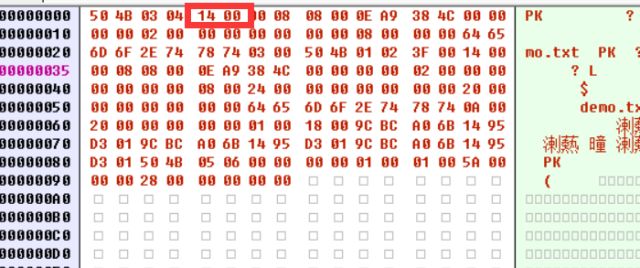 00000000 50 4B 03 04 14 00 00 08 08 00 0E A9 38 4C 00 00 PK ?
00000010 00 00 02 00 00 00 00 00 00 00 08 00 00 00 64 65
00000020 6D 6F 2E 74 78 74 03 00 50 4B 01 02 3F 00 14 00 mo.txt PK ?
00000035 00 08 08 00 0E A9 38 4C 00 00 00 00 02 00 00 00 ? L
00000040 00 00 00 00 08 00 24 00 00 00 00 00 00 00 20 00 $
00000050 00 00 00 00 00 00 64 65 6D 6F 2E 74 78 74 0A 00 demo.tx
00000060 20 00 00 00 00 00 01 00 18 00 9C BC A0 6B 14 95
00000070 D3 01 9C BC A0 6B 14 95 D3 01 9C BC A0 6B 14 95
00000080 D3 01 50 4B 05 06 00 00 00 00 01 00 01 00 5A 00 PK
00000090 00 00 28 00 00 00 00 00 00 00 (
000000A0
000000B0
000000C0
000000D0